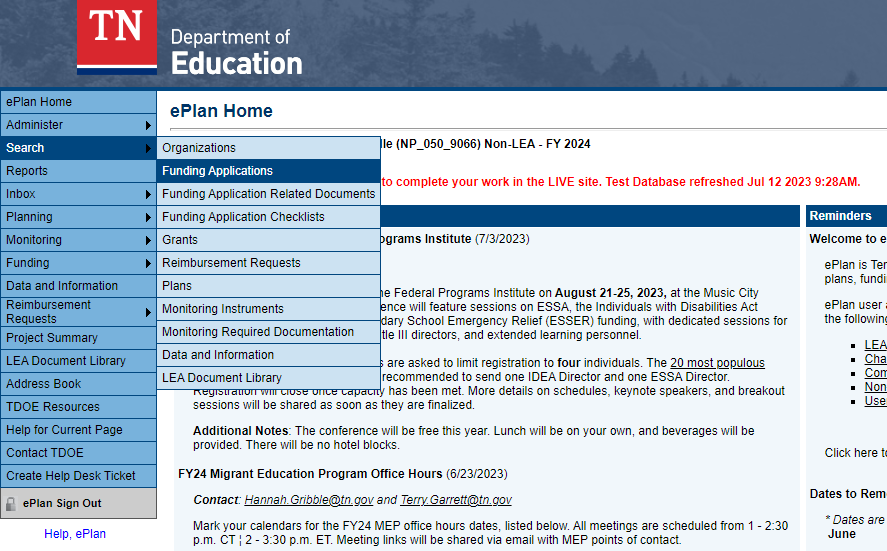 TN
Department of
Education
ePlan Home
Administer
Search
Reports
Inbox
Planning
Monitoring
Funding
Data and Information
Reimbursement
Requests
Project Summary
LEA Document Library
Address Book
TDOE Resources
Help for Current Page
Contact TDOE
Create Help Desk Ticket
ePlan Sign Out
Help, ePlan
Organizations
Funding Applications
Funding Application Related Documents
Funding Application Checklists
Grants
Reimbursement Requests
Plans
Monitoring Instruments
Monitoring Required Documentation
Data and Information
LEA Document Library
ePlan Home
lle (NP_050_9066) Non-LEA - FY 2024
to complete your work in the LIVE site. Test Database refreshed Jul 12 2023 9:28AM.
ograms Institute (7/3/2023)
he Federal Programs Institute on August 21-25, 2023, at the Music City
ence will feature sessions on ESSA, the Individuals with Disabilities Act
dary School Emergency Relief (ESSER) funding, with dedicated sessions for
tle III directors, and extended learning personnel.
s are asked to limit registration to four individuals. The 20 most populous
recommended to send one IDEA Director and one ESSA Director.
Registration will close once capacity has been met. More details on schedules, keynote speakers, and breakout
sessions will be shared as soon as they are finalized.
Additional Notes: The conference will be free this year. Lunch will be on your own, and beverages will be
provided. There will be no hotel blocks.
FY24 Migrant Education Program Office Hours (6/23/2023)
Contact: Hannah.Gribble@tn.gov and Terry.Garrett@tn.gov
Mark your calendars for the FY24 MEP office hours dates, listed below. All meetings are scheduled from 1 - 2:30
p.m. CT ¦ 2 - 3:30 p.m. ET. Meeting links will be shared via email with MEP points of contact.
Reminders
Welcome to e
ePlan is Ten
plans, fundi
ePlan user a
the following
LEA
Cha
Com
Non
User
Click here to
Dates to Rem
* Dates are
June